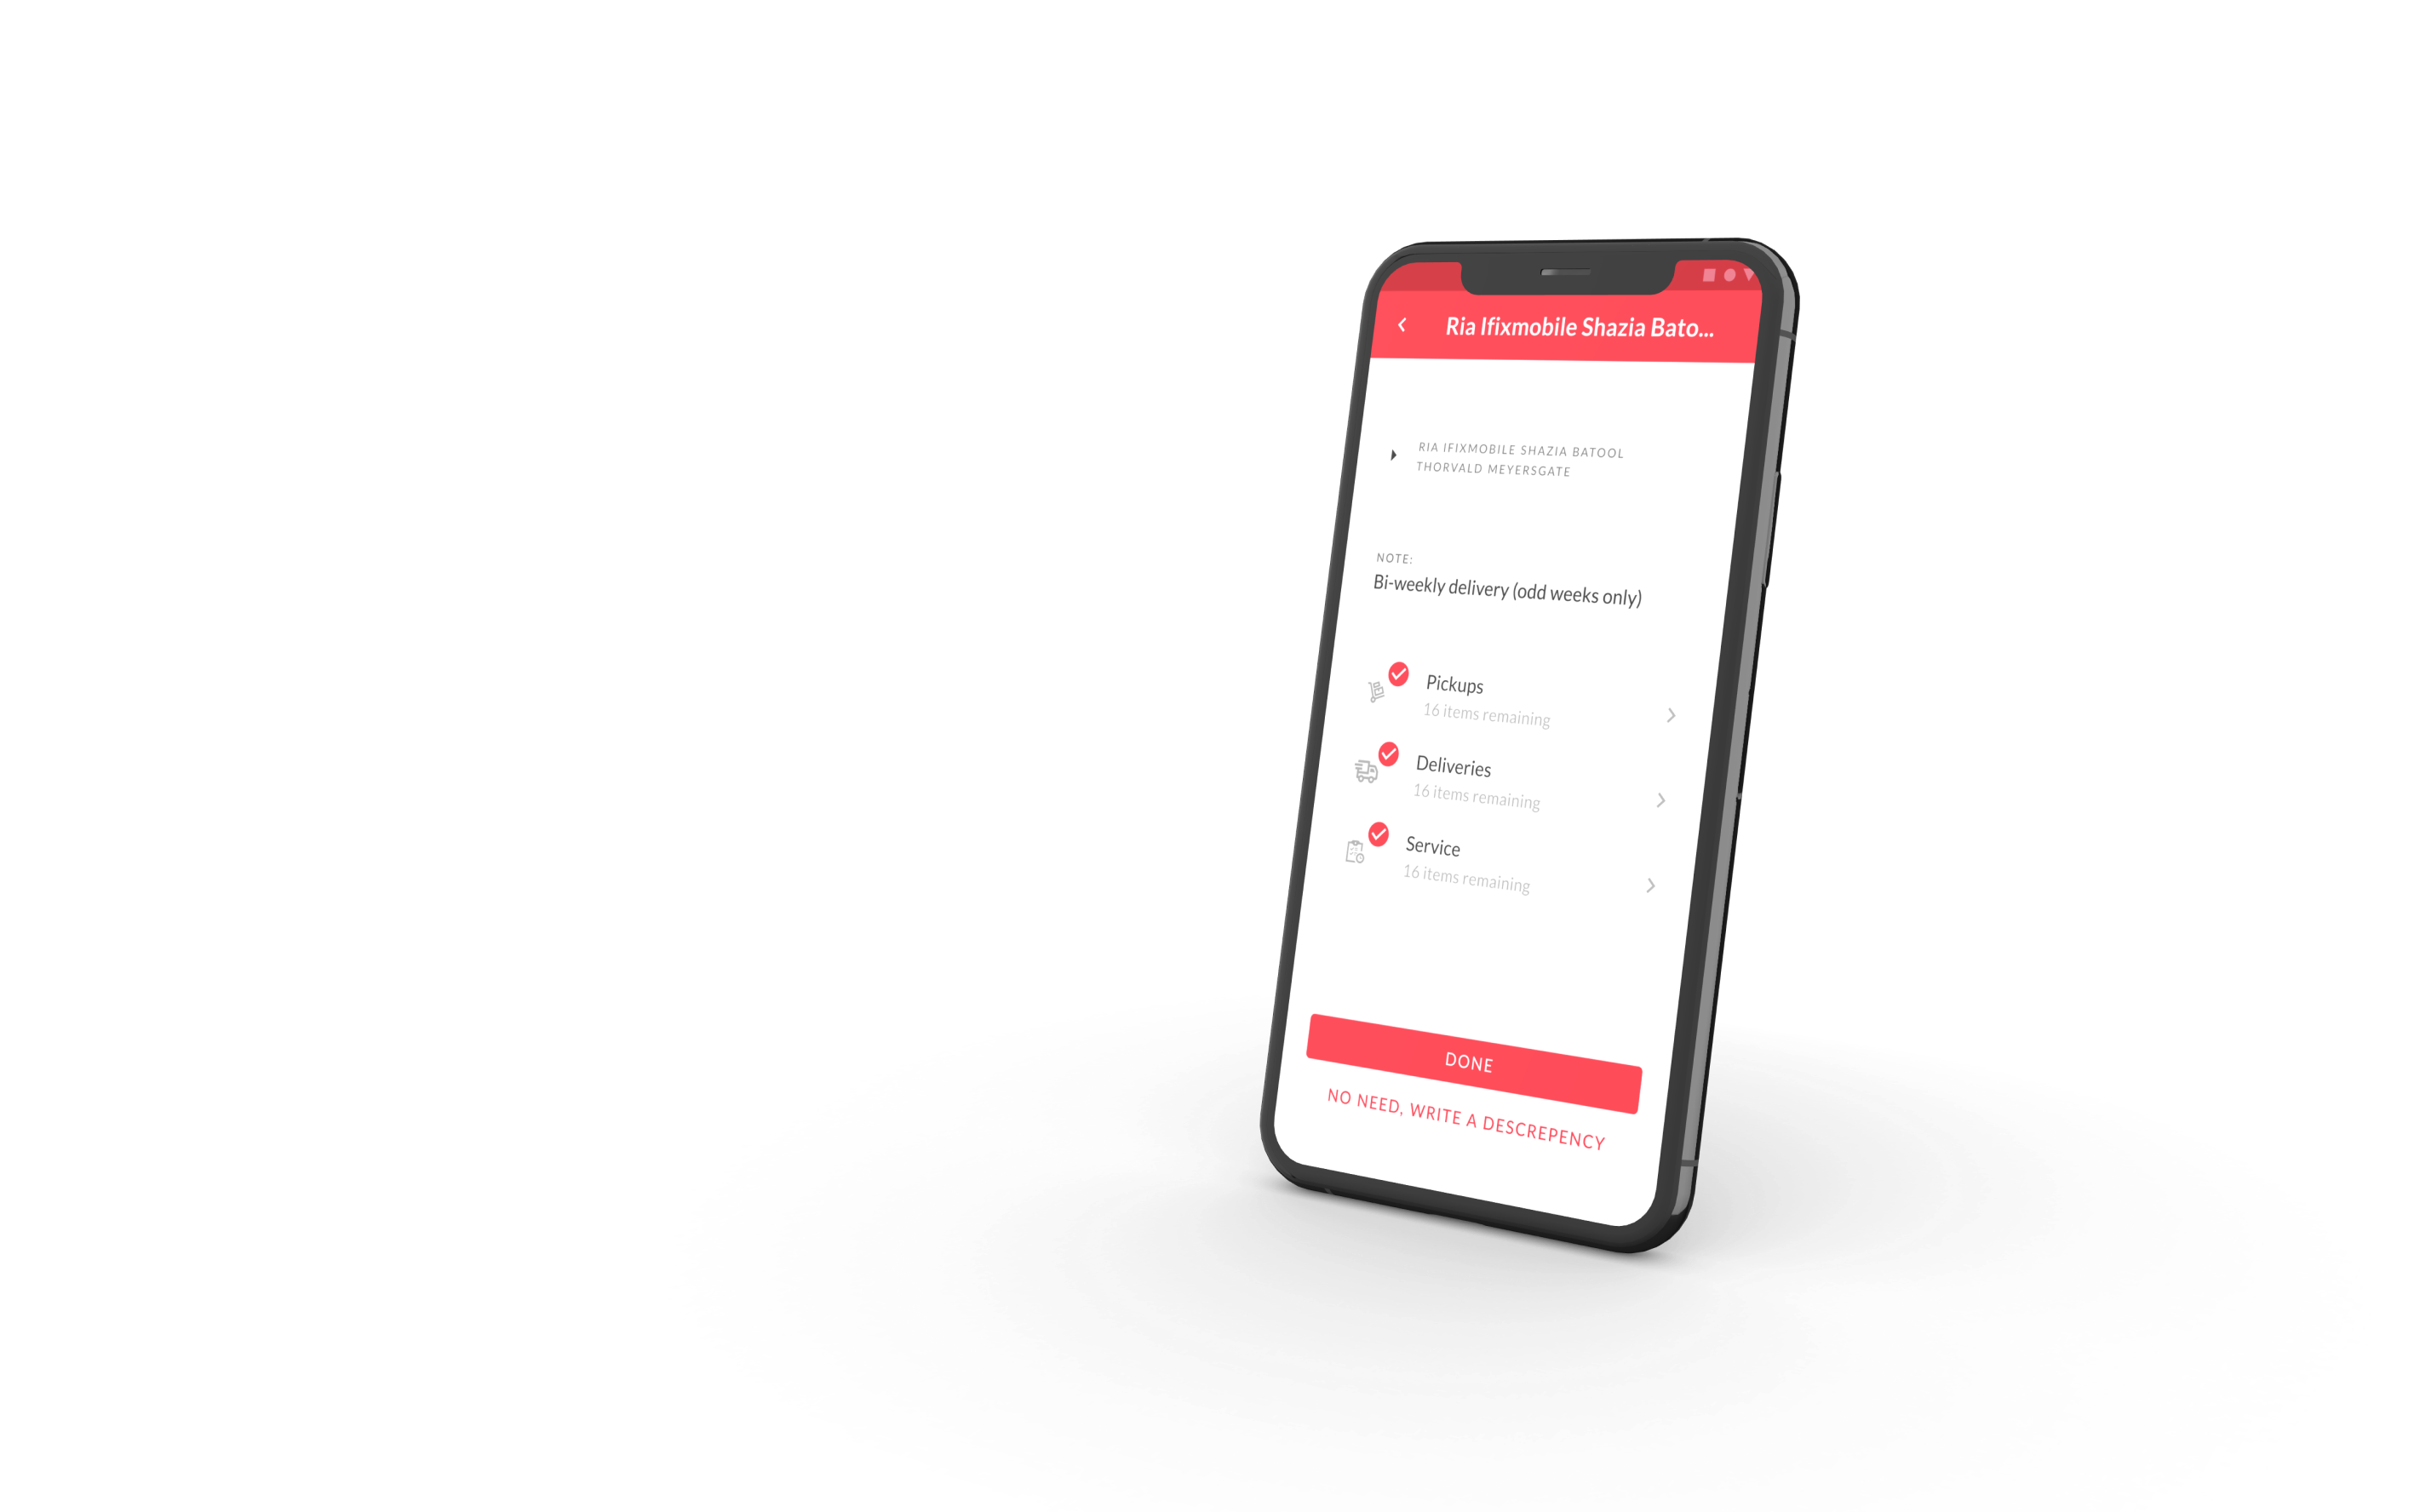 Ria Ifixmobile Shazia Bato...
RIA IFIXMOBILE SHAZIA BATOOL
THORVALD MEYERSGATE
NOTE:
Bi-weekly delivery (odd weeks only)
Pickups
16 items remaining
Deliveries
16 items remaining
Service
16 items remaining
DONE
NO NEED, WRITE A DESCREPENCY